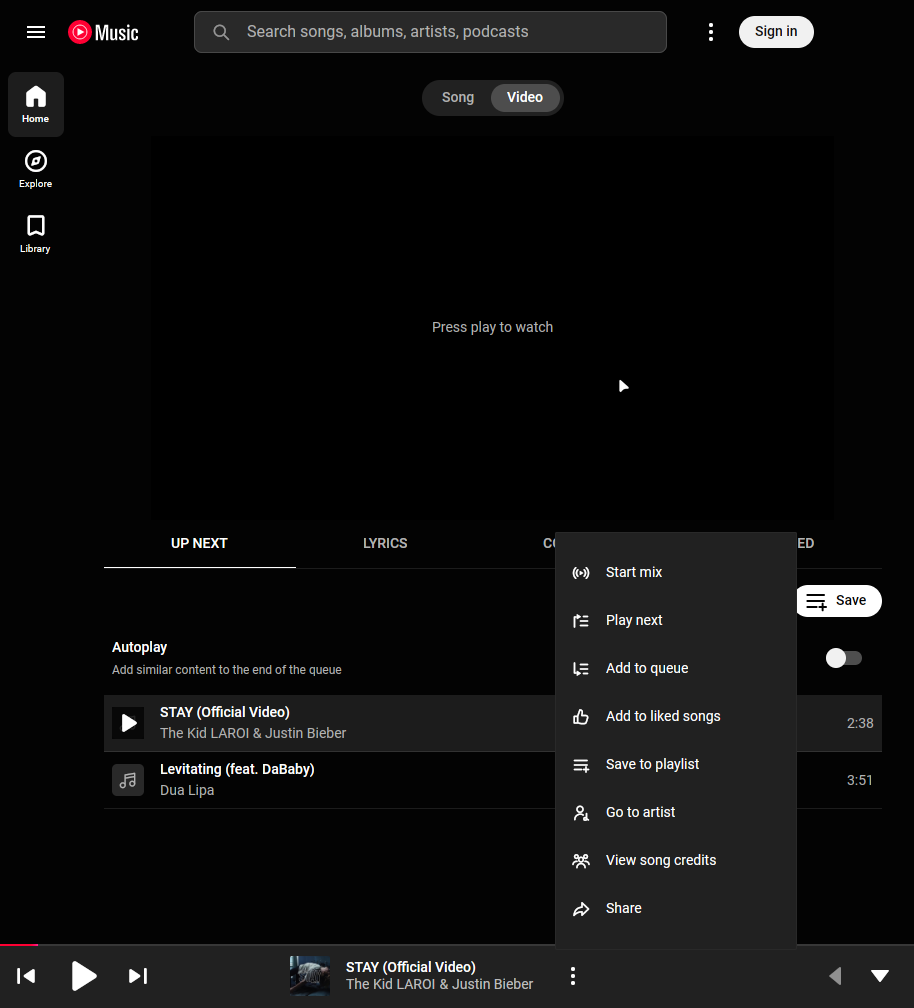 Music
Search songs, albums, artists, podcasts
Sign in
Home
Explore
Library
Song
Video
Press play to watch
UP NEXT
LYRICS
CO
ED
Save
Autoplay
Add similar content to the end of the queue
STAY (Official Video)
The Kid LAROI & Justin Bieber
2:38
Levitating (feat. DaBaby)
Dua Lipa
3:51
Start mix
Play next
Add to queue
Add to liked songs
Save to playlist
Go to artist
View song credits
Share
STAY (Official Video)
The Kid LAROI & Justin Bieber